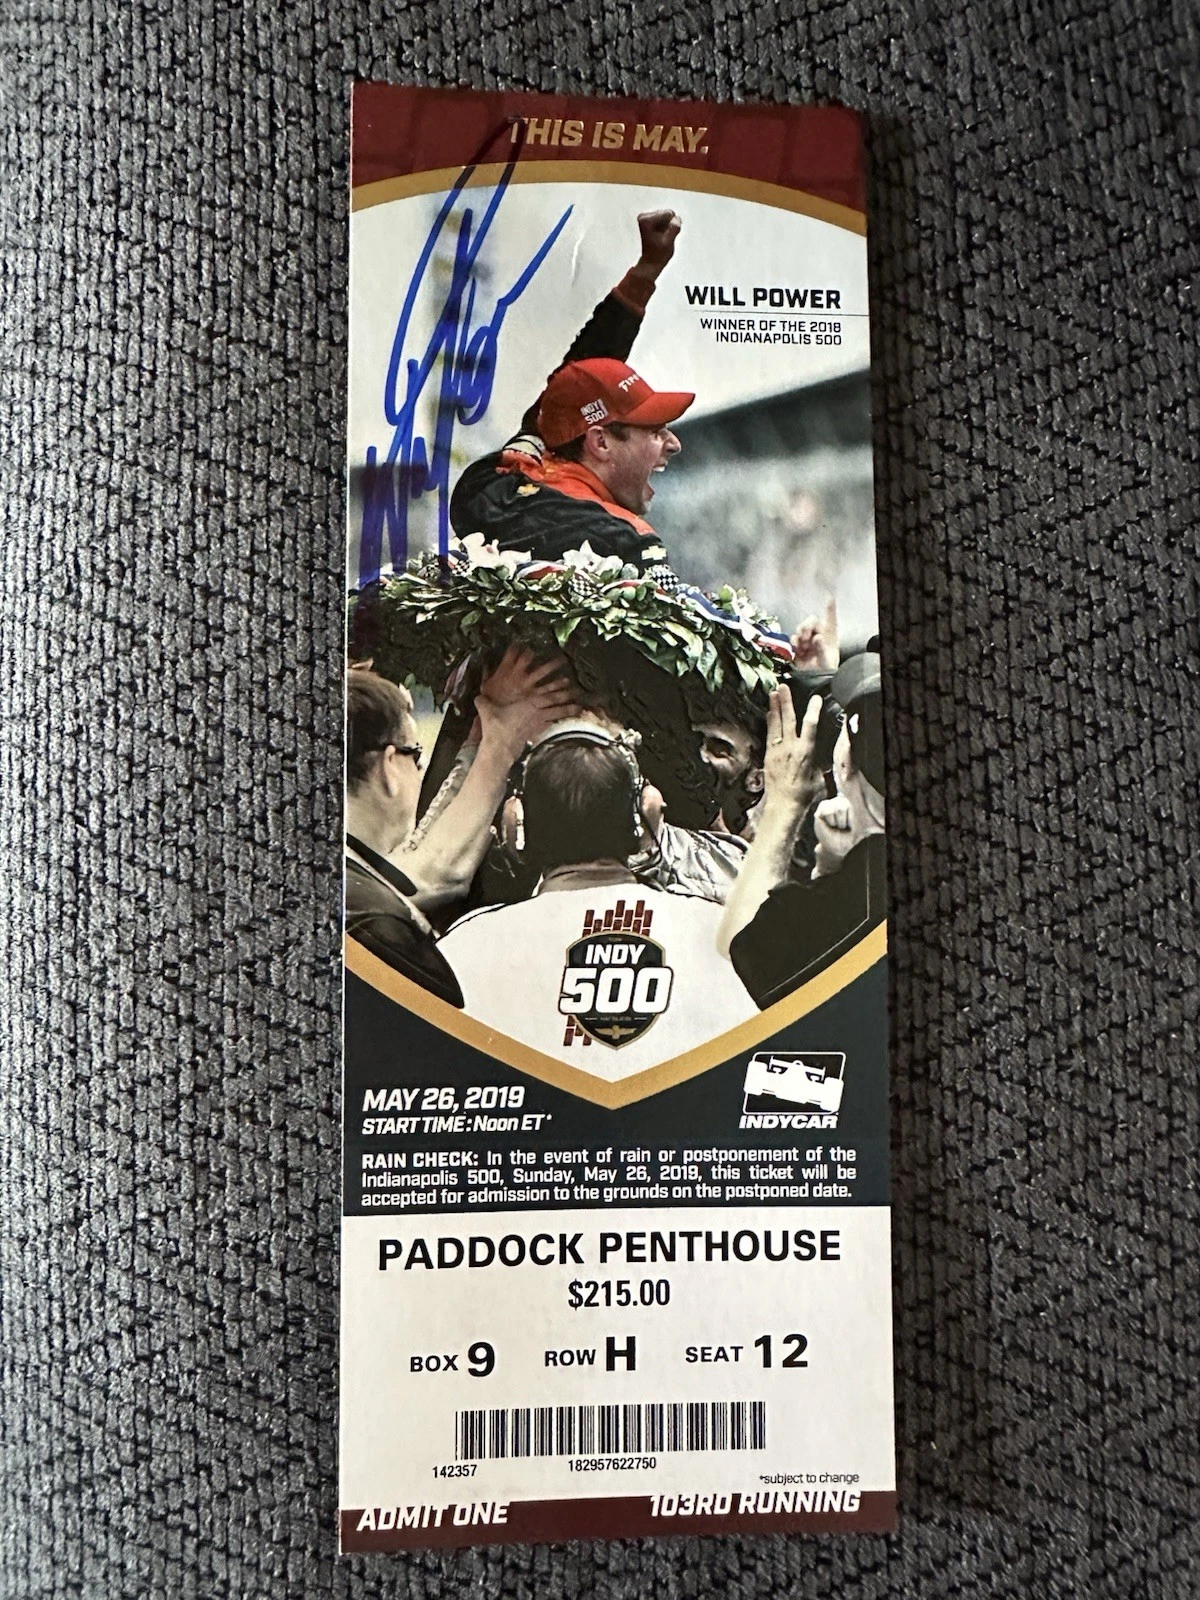 THIS IS MAY.
WILL POWER
WINNER OF THE 2018
INDIANAPOLIS 500
INDY
500
INDY
500
MAY 26, 2019
START TIME: Noon ET*
INDYCAR
RAIN CHECK: In the event of rain or postponement of the
Indianapolis 500, Sunday, May 26, 2019, this ticket will be
accepted for admission to the grounds on the postponed date.
PADDOCK PENTHOUSE
$215.00
BOX 9 ROW H SEAT 12
142357 182957622750
*subject to change
ADMIT ONE 103RD RUNNING